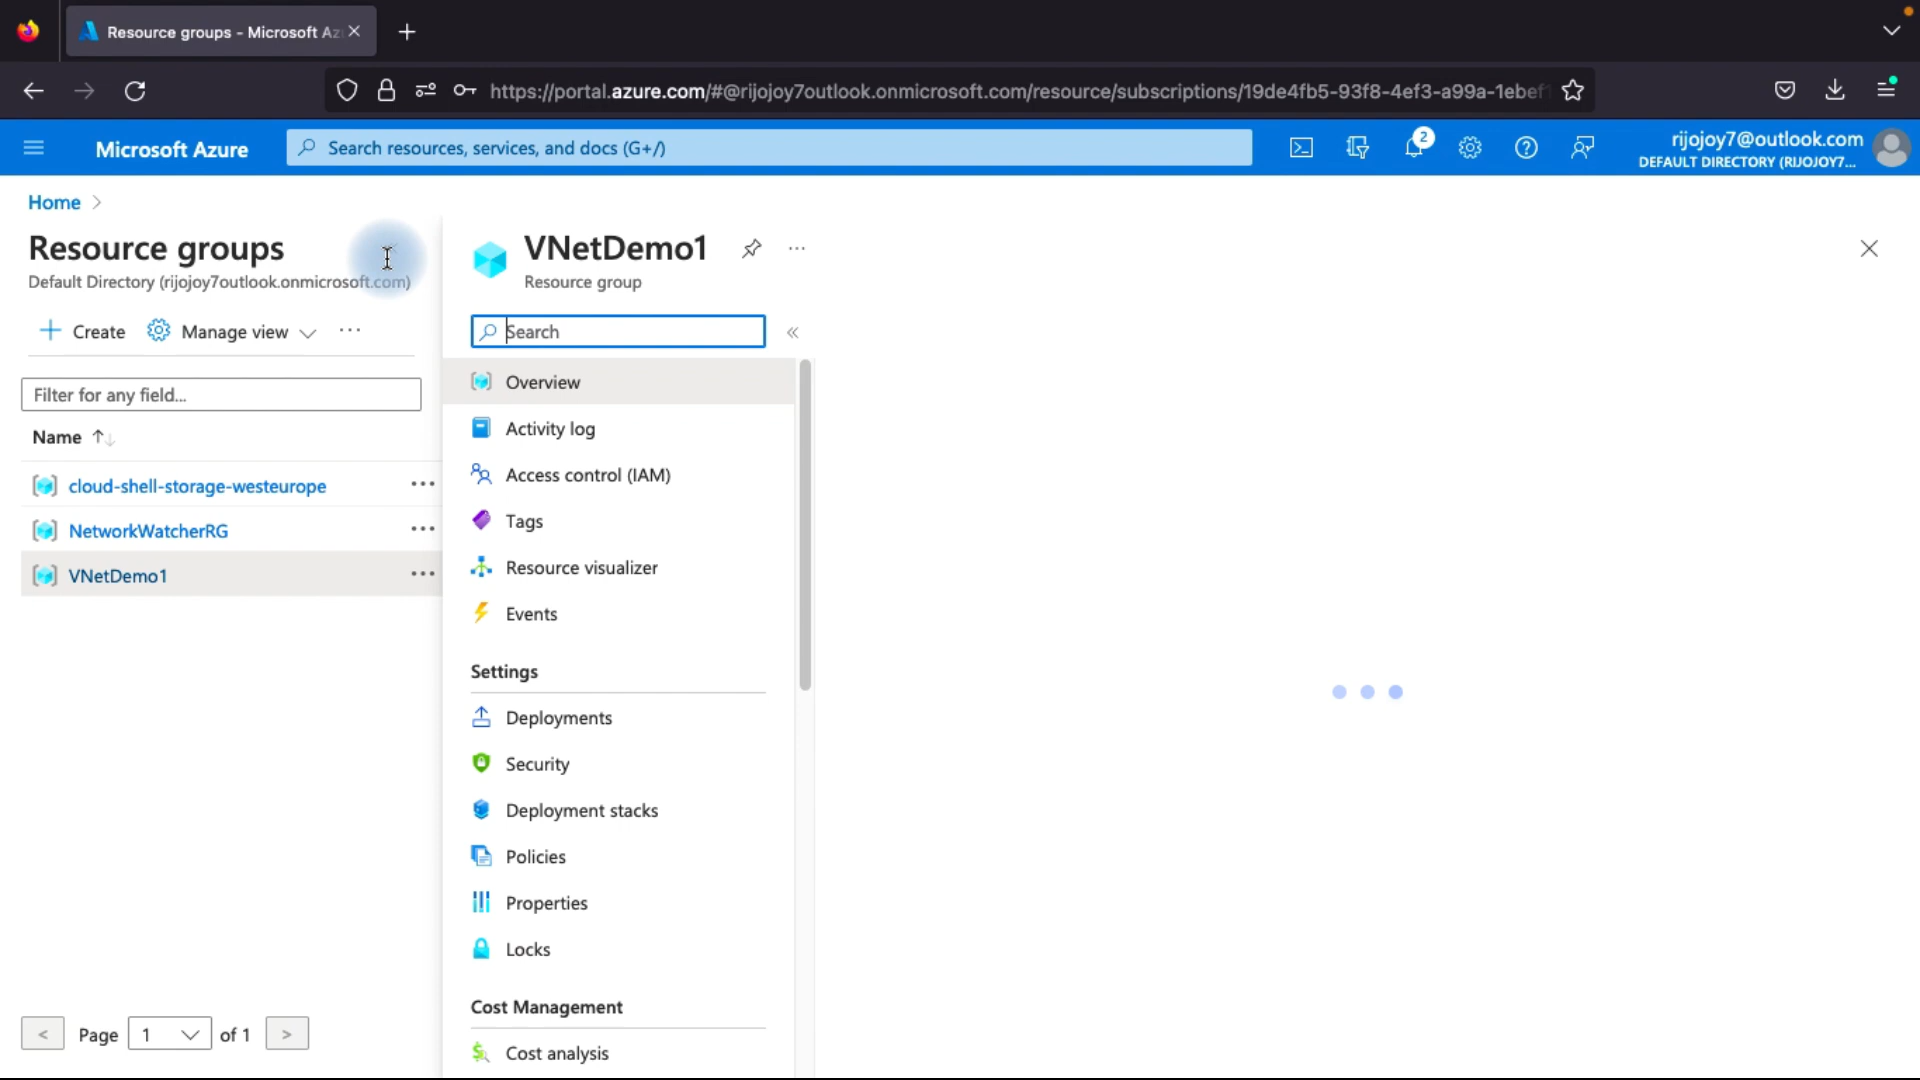 Resource groups - Microsoft Az
https://portal.azure.com/#@rijojoy7outlook.onmicrosoft.com/resource/subscriptions/19de4fb5-93f8-4ef3-a99a-1ebef1
Microsoft Azure
Search resources, services, and docs (G+/)
2
rijojoy7@outlook.com
DEFAULT DIRECTORY (RIJOJOY7...
Home
Resource groups
Default Directory (rijojoy7outlook.onmicrosoft.com)
Create
Manage view
Filter for any field...
Name
cloud-shell-storage-westeurope
NetworkWatcherRG
VNetDemo1
< Page 1 of 1 >
VNetDemo1
Resource group
Search
Overview
Activity log
Access control (IAM)
Tags
Resource visualizer
Events
Settings
Deployments
Security
Deployment stacks
Policies
Properties
Locks
Cost Management
Cost analysis